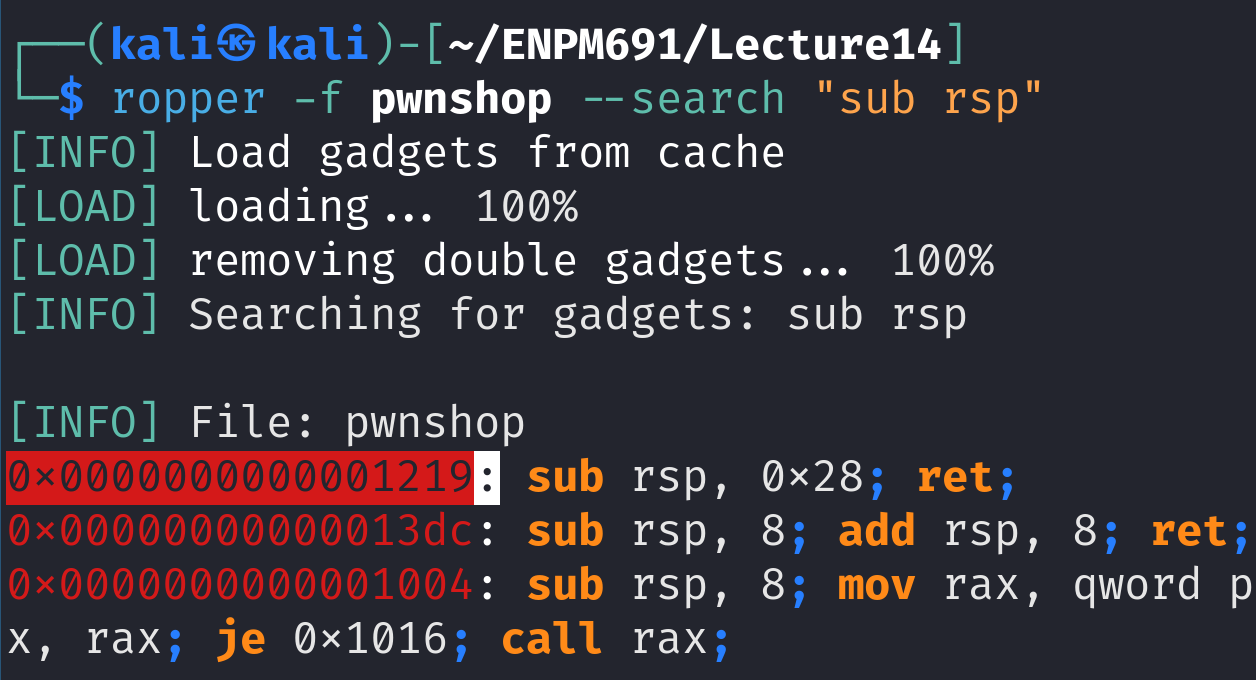 ┌──(kali㉿kali)-[~/ENPM691/Lecture14]
└─$ ropper -f pwnshop --search "sub rsp"
[INFO] Load gadgets from cache
[LOAD] loading... 100%
[LOAD] removing double gadgets... 100%
[INFO] Searching for gadgets: sub rsp
[INFO] File: pwnshop
0x0000000000001219: sub rsp, 0x28; ret;
0x00000000000013dc: sub rsp, 8; add rsp, 8; ret;
0x0000000000001004: sub rsp, 8; mov rax, qword p
x, rax; je 0x1016; call rax;